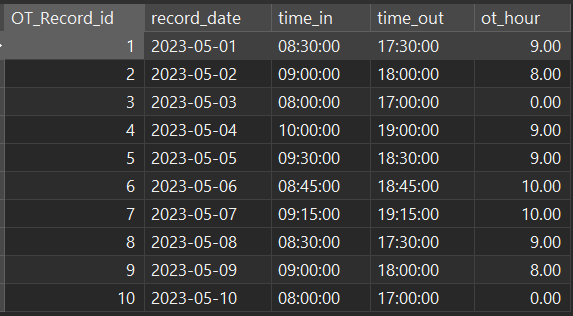 OT_Record_id record_date time_in time_out ot_hour
1 2023-05-01 08:30:00 17:30:00 9.00
2 2023-05-02 09:00:00 18:00:00 8.00
3 2023-05-03 08:00:00 17:00:00 0.00
4 2023-05-04 10:00:00 19:00:00 9.00
5 2023-05-05 09:30:00 18:30:00 9.00
6 2023-05-06 08:45:00 18:45:00 10.00
7 2023-05-07 09:15:00 19:15:00 10.00
8 2023-05-08 08:30:00 17:30:00 9.00
9 2023-05-09 09:00:00 18:00:00 8.00
10 2023-05-10 08:00:00 17:00:00 0.00